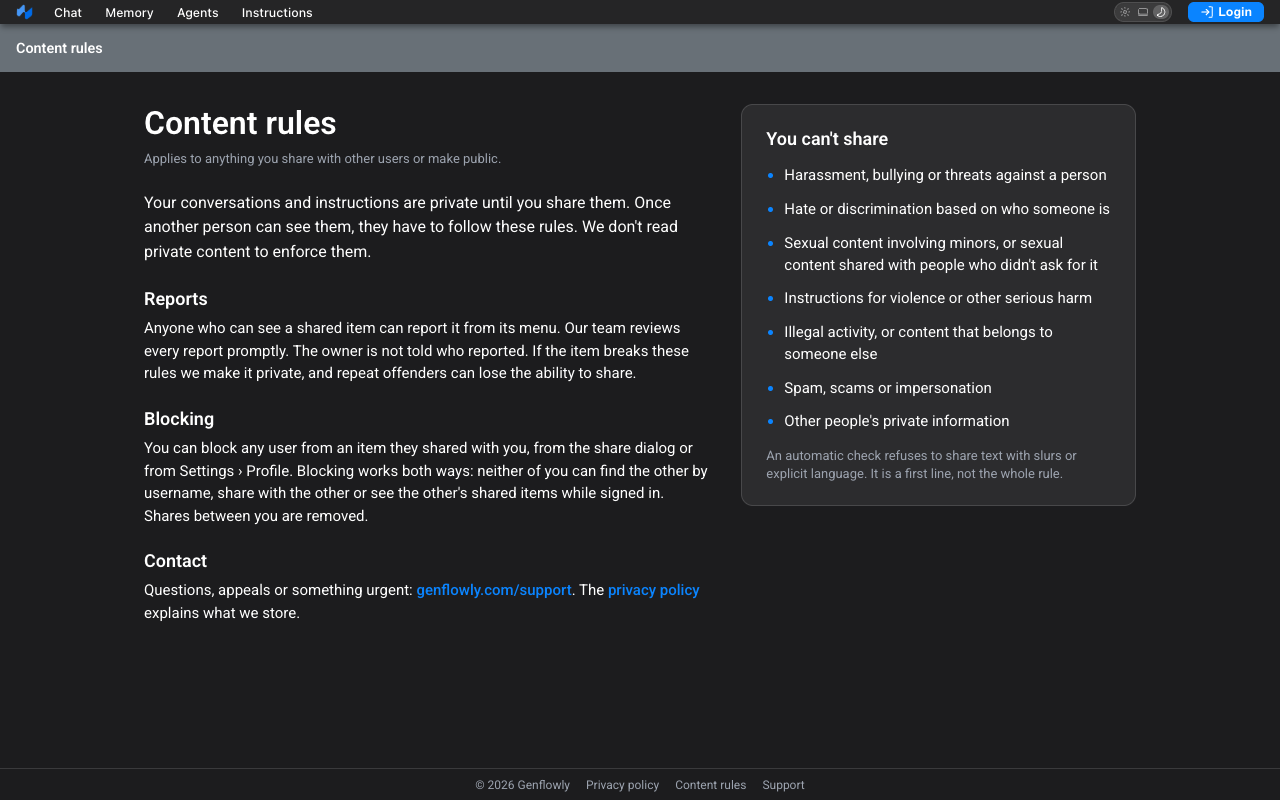 Chat
Memory
Agents
Instructions
Login
Content rules
Content rules
Applies to anything you share with other users or make public.
Your conversations and instructions are private until you share them. Once
another person can see them, they have to follow these rules. We don't read
private content to enforce them.
Reports
Anyone who can see a shared item can report it from its menu. Our team reviews
every report promptly. The owner is not told who reported. If the item breaks these
rules we make it private, and repeat offenders can lose the ability to share.
Blocking
You can block any user from an item they shared with you, from the share dialog or
from Settings › Profile. Blocking works both ways: neither of you can find the other by
username, share with the other or see the other's shared items while signed in.
Shares between you are removed.
Contact
Questions, appeals or something urgent: genflowly.com/support. The privacy policy
explains what we store.
You can't share
Harassment, bullying or threats against a person
Hate or discrimination based on who someone is
Sexual content involving minors, or sexual
content shared with people who didn't ask for it
Instructions for violence or other serious harm
Illegal activity, or content that belongs to
someone else
Spam, scams or impersonation
Other people's private information
An automatic check refuses to share text with slurs or
explicit language. It is a first line, not the whole rule.
© 2026 Genflowly
Privacy policy
Content rules
Support